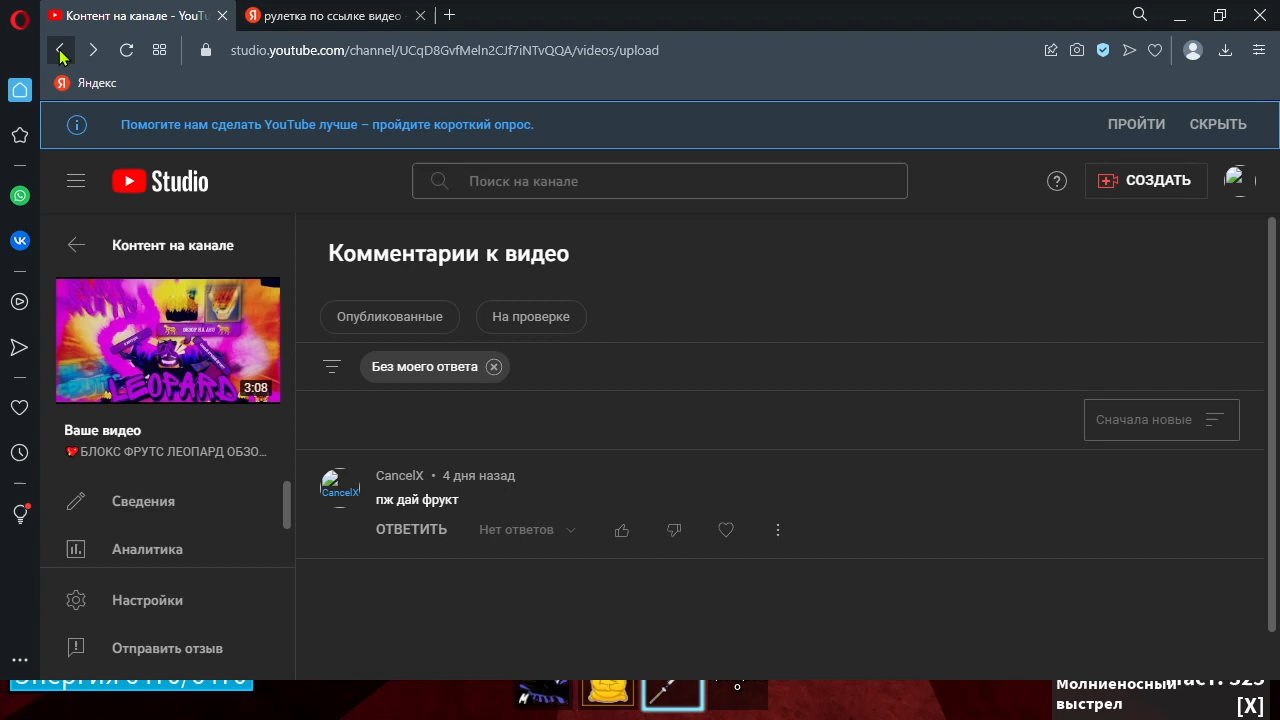 Контент на канале - YouTu
рулетка по ссылке видео
studio.youtube.com/channel/UCqD8GvfMeIn2CJf7iNTvQQA/videos/upload
Яндекс
Помогите нам сделать YouTube лучше – пройдите короткий опрос.
ПРОЙТИ
СКРЫТЬ
Studio
Поиск на канале
СОЗДАТЬ
Контент на канале
LEOPARD
3:08
Ваше видео
БЛОКС ФРУТС ЛЕОПАРД ОБЗО...
Сведения
Аналитика
Настройки
Отправить отзыв
Комментарии к видео
Опубликованные
На проверке
Без моего ответа
Сначала новые
CancelX
CancelX • 4 дня назад
пж дай фрукт
ОТВЕТИТЬ
Нет ответов
Молниеносный
выстрел
[X]